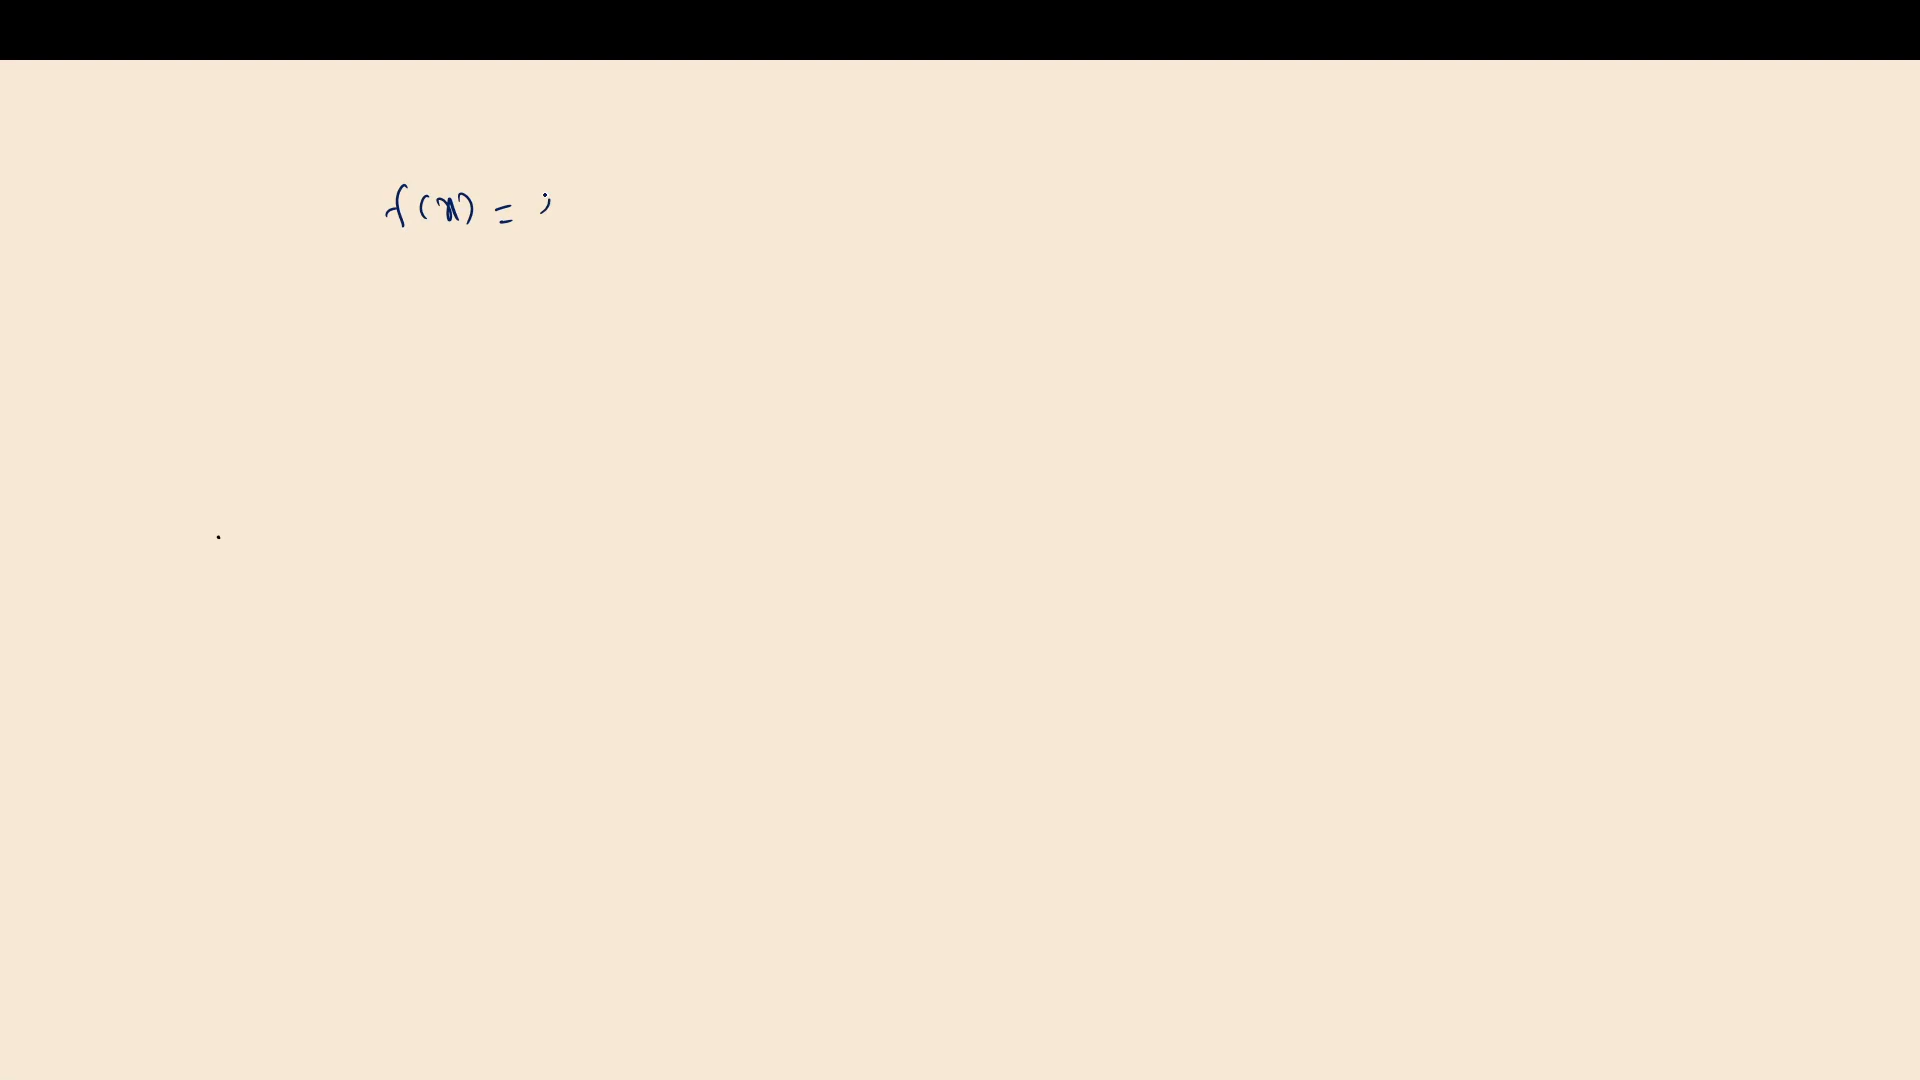 f(x) =